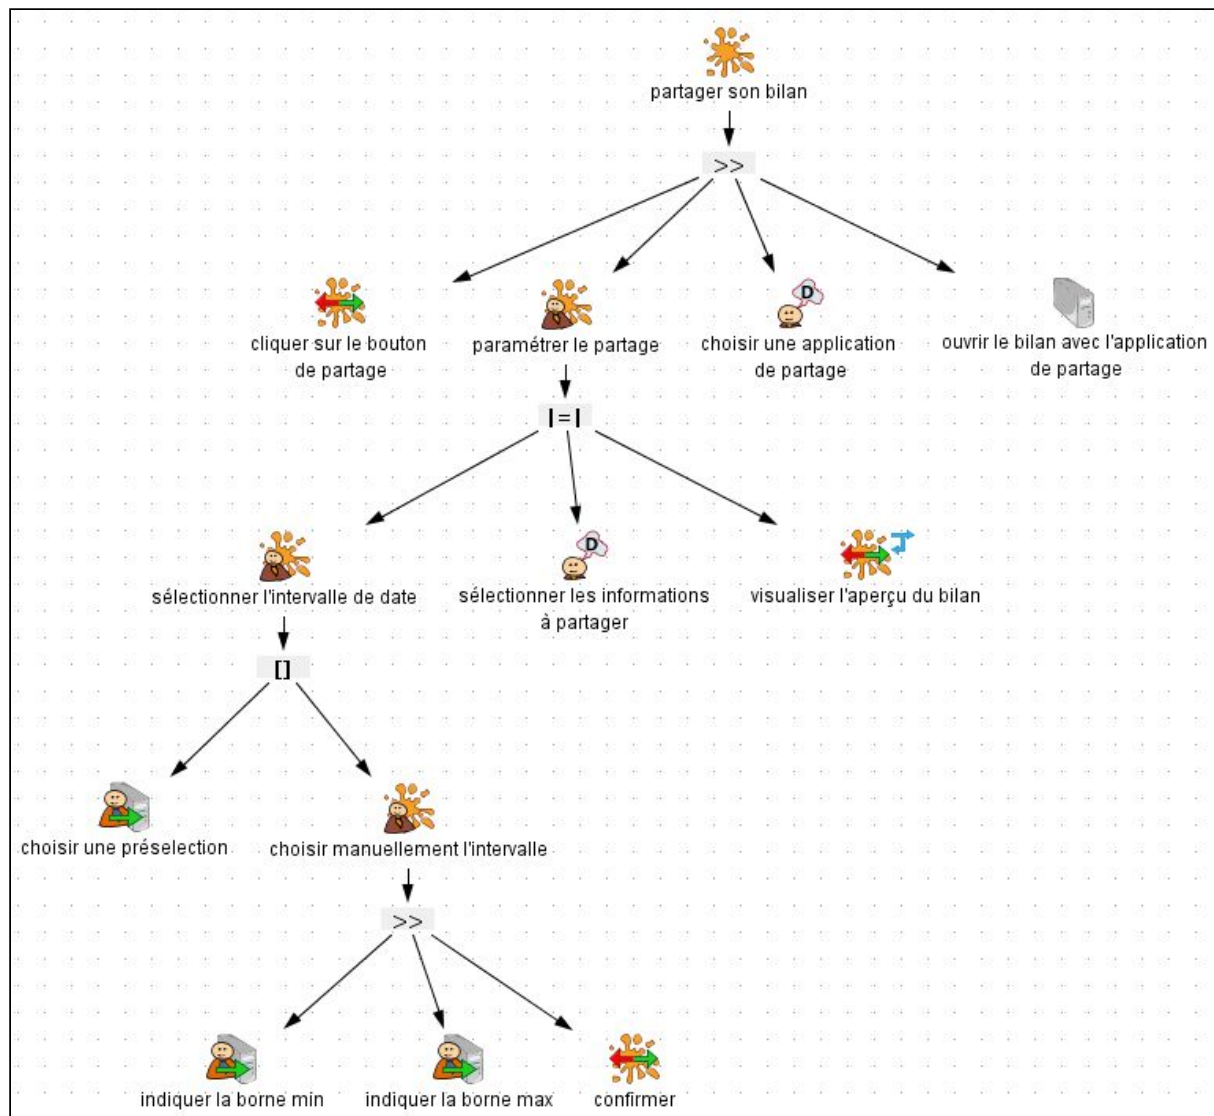 partager son bilan
>>
cliquer sur le bouton
de partage
paramétrer le partage
D
choisir une application
de partage
ouvrir le bilan avec l'application
de partage
|=|
sélectionner l'intervalle de date
D
sélectionner les informations
à partager
visualiser l'aperçu du bilan
[]
choisir une préselection
choisir manuellement l'intervalle
>>
indiquer la borne min
indiquer la borne max
confirmer